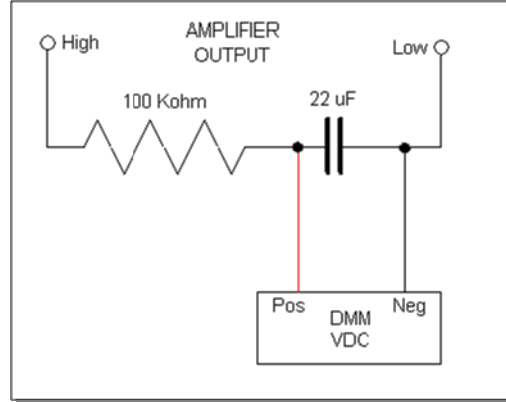 AMPLIFIER
OUTPUT
High
Low
100 Kohm
22 uF
Pos
Neg
DMM
VDC